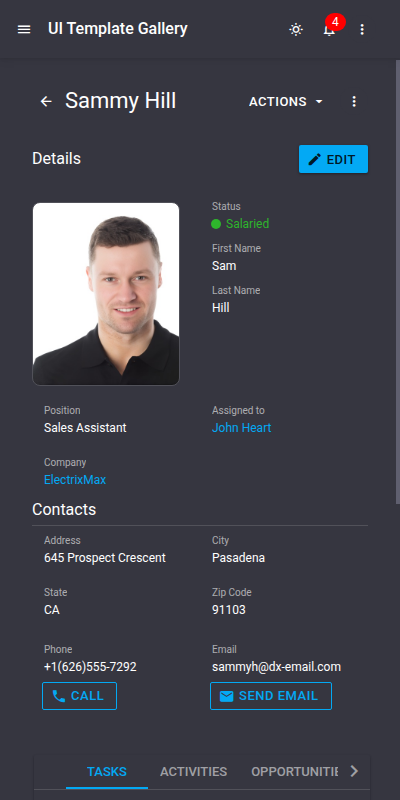 UI Template Gallery
4
Sammy Hill
ACTIONS
Details
EDIT
Status
Salaried
First Name
Sam
Last Name
Hill
Position
Sales Assistant
Assigned to
John Heart
Company
ElectrixMax
Contacts
Address
645 Prospect Crescent
City
Pasadena
State
CA
Zip Code
91103
Phone
+1(626)555-7292
Email
sammyh@dx-email.com
CALL
SEND EMAIL
TASKS
ACTIVITIES
OPPORTUNITIE